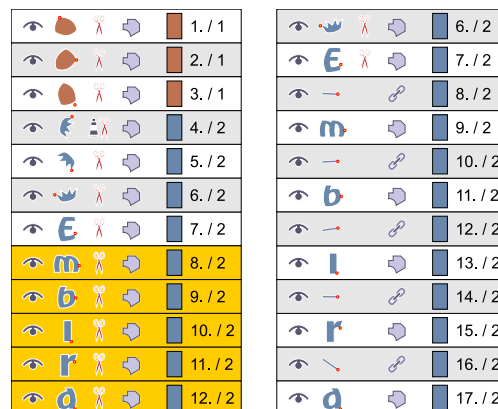 1. / 1
2. / 1
3. / 1
4. / 2
5. / 2
6. / 2
E 7. / 2
m 8. / 2
b 9. / 2
l 10. / 2
r 11. / 2
a 12. / 2
6. / 2
E 7. / 2
8. / 2
m 9. / 2
10. / 2
b 11. / 2
12. / 2
l 13. / 2
14. / 2
r 15. / 2
16. / 2
a 17. / 2